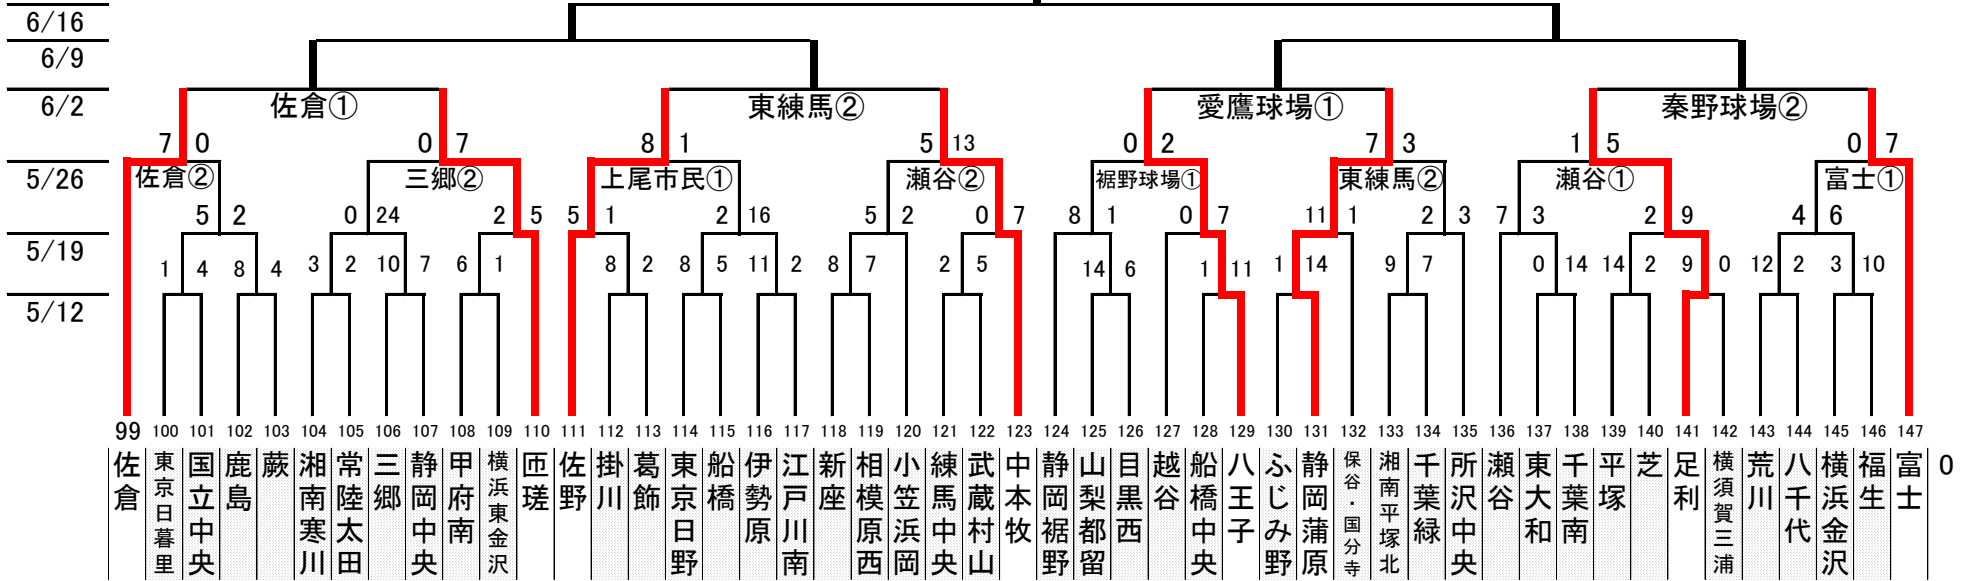 6/16
6/9
6/2 佐倉① 東練馬② 愛鷹球場① 秦野球場②
7 0 0 7 8 1 5 13 0 2 7 3 1 5 0 7
5/26 佐倉② 三郷② 上尾市民① 瀬谷② 裾野球場① 東練馬② 瀬谷① 富士①
5 2 0 24 2 5 5 1 2 16 5 2 0 7 8 1 0 7 11 1 2 3 7 3 2 9 4 6
5/19 1 4 8 4 3 2 10 7 6 1 8 2 8 5 11 2 8 7 2 5 14 6 1 11 1 14 9 7 0 14 14 2 9 0 12 2 3 10
5/12
99 100 101 102 103 104 105 106 107 108 109 110 111 112 113 114 115 116 117 118 119 120 121 122 123 124 125 126 127 128 129 130 131 132 133 134 135 136 137 138 139 140 141 142 143 144 145 146 147
佐倉
東京日暮里
国立中央
鹿島
蕨
湘南寒川
常陸太田
三郷
静岡中央
甲府南
横浜東金沢
匝瑳
佐野
掛川
葛飾
東京日野
船橋
伊勢原
江戸川南
新座
相模原西
小笠浜岡
練馬中央
武蔵村山
中本牧
静岡裾野
山梨都留
目黒西
越谷
船橋中央
八王子
ふじみ野
静岡蒲原
保谷・国分寺
湘南平塚北
千葉緑
所沢中央
瀬谷
東大和
千葉南
平塚
芝
足利
横須賀三浦
荒川
八千代
横浜金沢
福生
富士
0